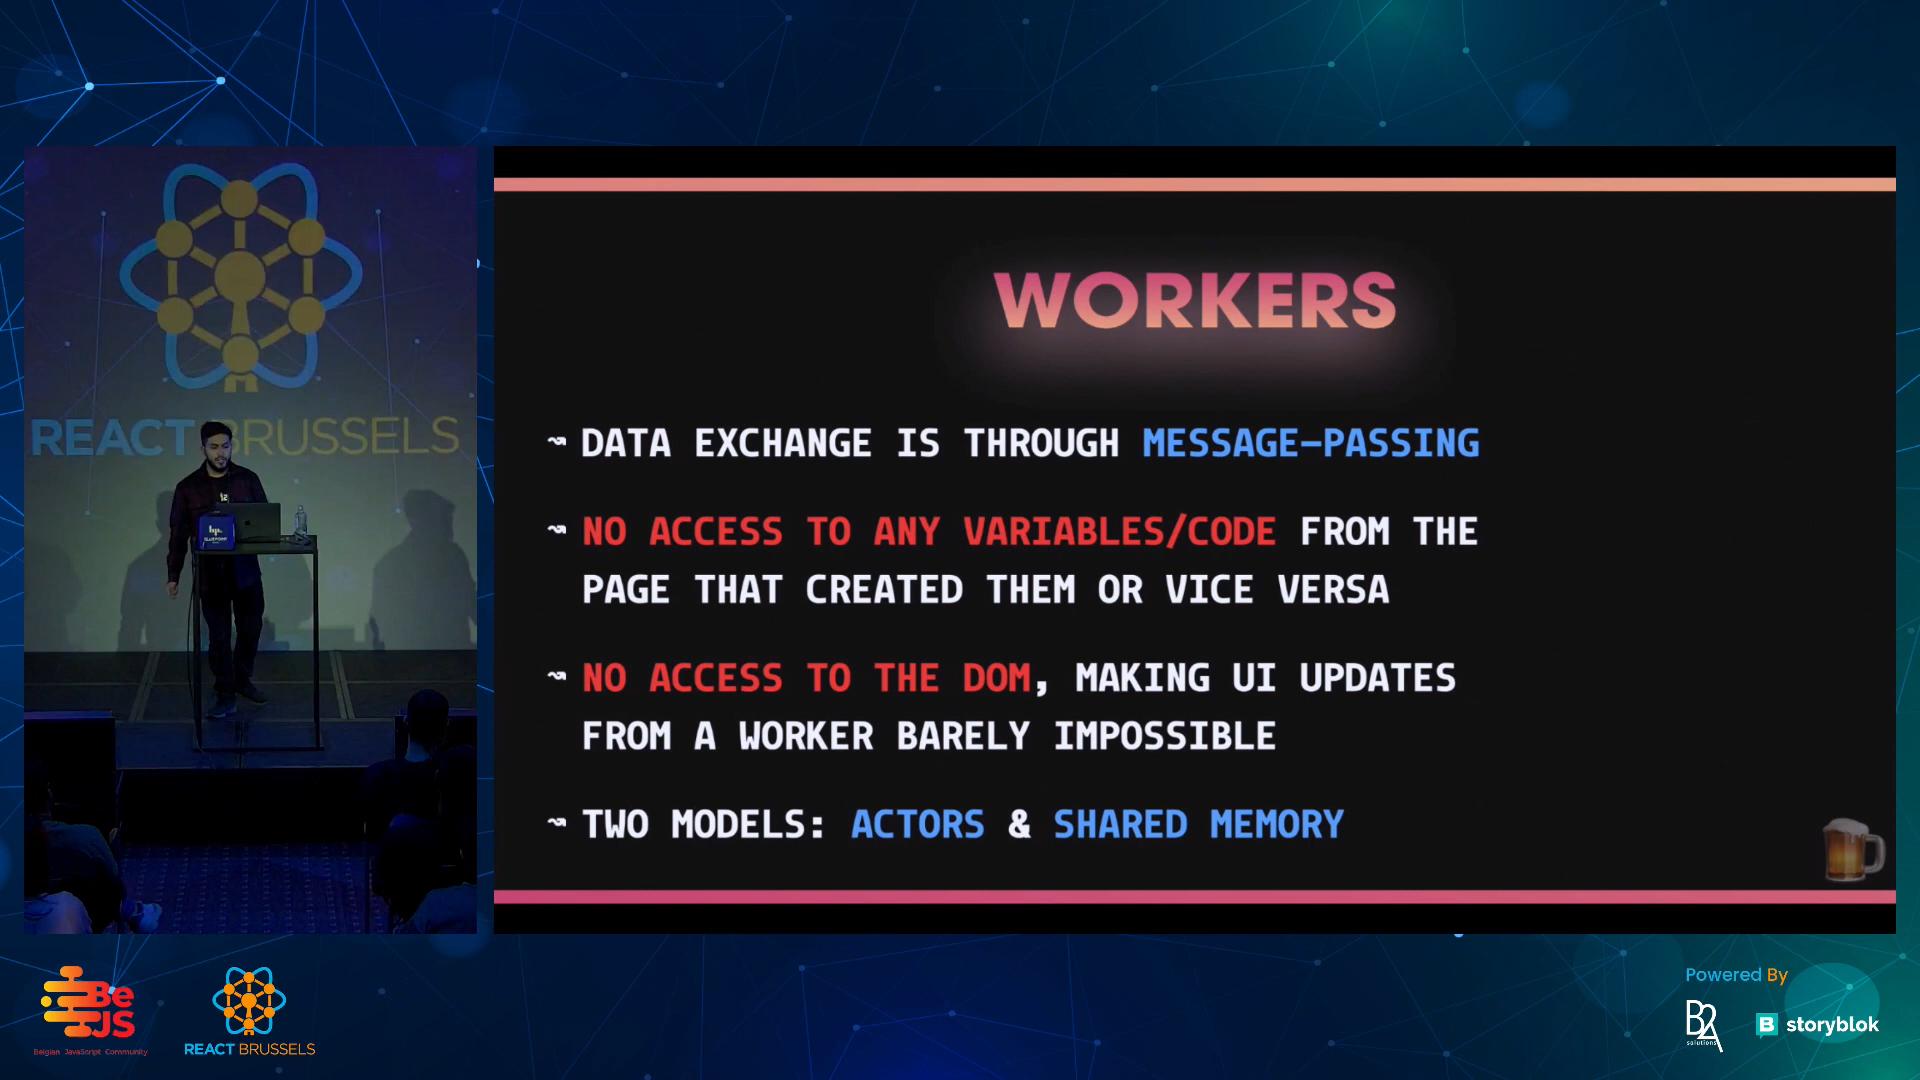 REACT BRUSSELS
WORKERS
↝ DATA EXCHANGE IS THROUGH MESSAGE-PASSING
↝ NO ACCESS TO ANY VARIABLES/CODE FROM THE
PAGE THAT CREATED THEM OR VICE VERSA
↝ NO ACCESS TO THE DOM, MAKING UI UPDATES
FROM A WORKER BARELY IMPOSSIBLE
↝ TWO MODELS: ACTORS & SHARED MEMORY
BeJS
Belgian JavaScript Community
REACT BRUSSELS
Powered By
B2A
solutions
storyblok